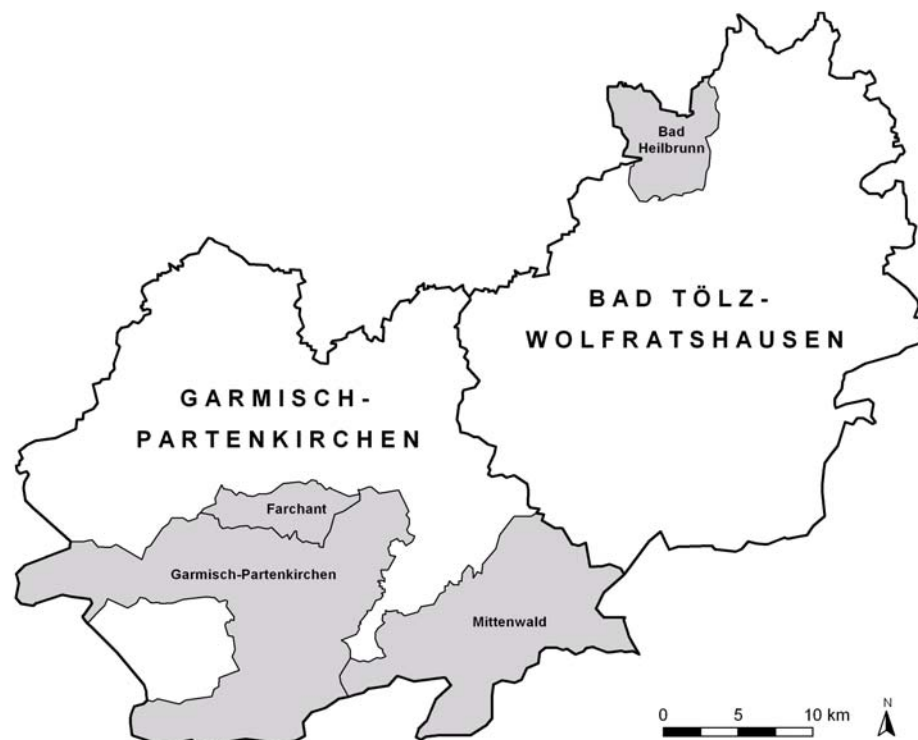 Bad
Heilbrunn
BAD TÖLZ-
WOLFRATSHAUSEN
GARMISCH-
PARTENKIRCHEN
Farchant
Garmisch-Partenkirchen
Mittenwald
0 5 10 km
N